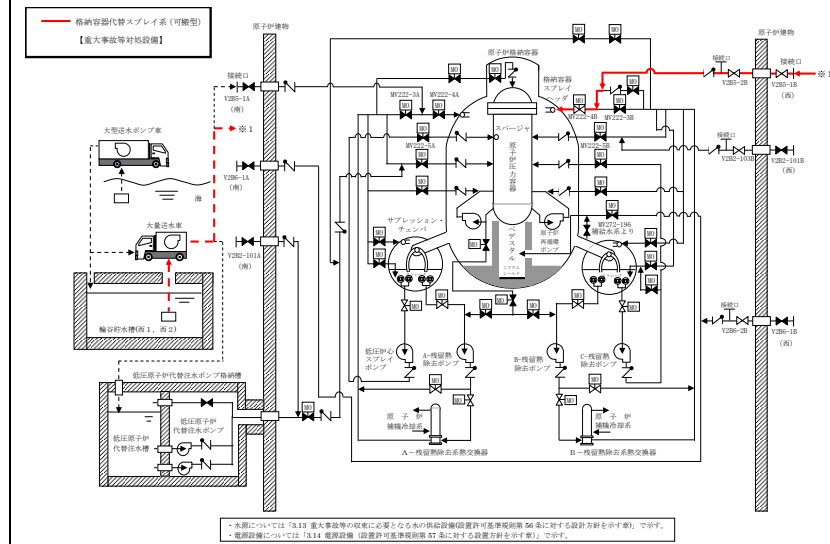 格納容器代替スプレイ系 (可搬型)
【重大事故等対処設備】
原子炉建物
原子炉建物
接続口
V2B5-1A
(南)
※1
大型送水ポンプ車
海
V2B6-1A
(南)
大量送水車
V2B2-101A
(南)
輪谷貯水槽(西1, 西2)
低圧原子炉代替注水ポンプ格納槽
低圧原子炉
代替注水槽
低圧原子炉
代替注水ポンプ
原子炉格納容器
MV222-3A
MV222-4A
MV222-5A
格納容器
スプレイ
ヘッダ
スパージャ
原子炉圧力容器
MV222-4B
MV222-3B
MV222-5B
サプレッション・
チェンバ
ペデスタル
原子炉
再循環
ポンプ
MV272-196
補給水系より
低圧炉心
スプレイ
ポンプ
A-残留熱
除去ポンプ
B-残留熱
除去ポンプ
C-残留熱
除去ポンプ
原子炉
補機冷却系
原子炉
補機冷却系
A-残留熱除去系熱交換器
B-残留熱除去系熱交換器
接続口
V2B5-2B
接続口
V2B5-1B
(西)
※1
接続口
V2B2-103B
V2B2-101B
(西)
接続口
V2B6-2B
V2B6-1B
(西)
MO
・水源については「3.13 重大事故等の収束に必要となる水の供給設備(設置許可基準規則第 56 条に対する設計方針を示す章)」で示す。
・電源設備については「3.14 電源設備 (設置許可基準規則第 57 条に対する設置方針を示す章)」で示す。